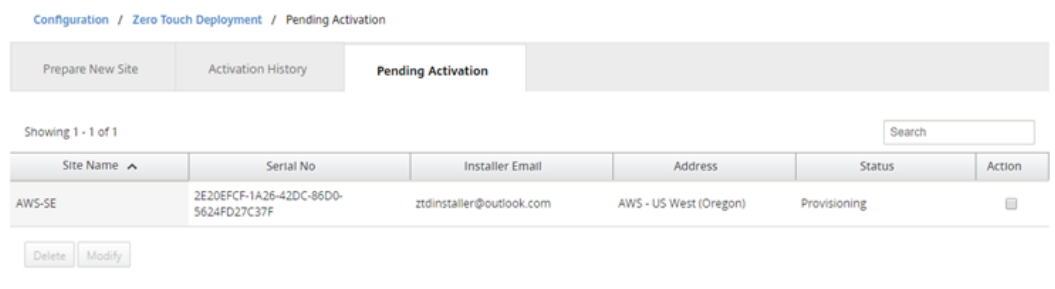 Configuration / Zero Touch Deployment / Pending Activation
Prepare New Site Activation History Pending Activation
Showing 1 - 1 of 1 Search
Site Name Serial No Installer Email Address Status Action
AWS-SE 2E20EFCF-1A26-42DC-86D0- ztdinstaller@outlook.com AWS - US West (Oregon) Provisioning
5624FD27C37F
Delete Modify